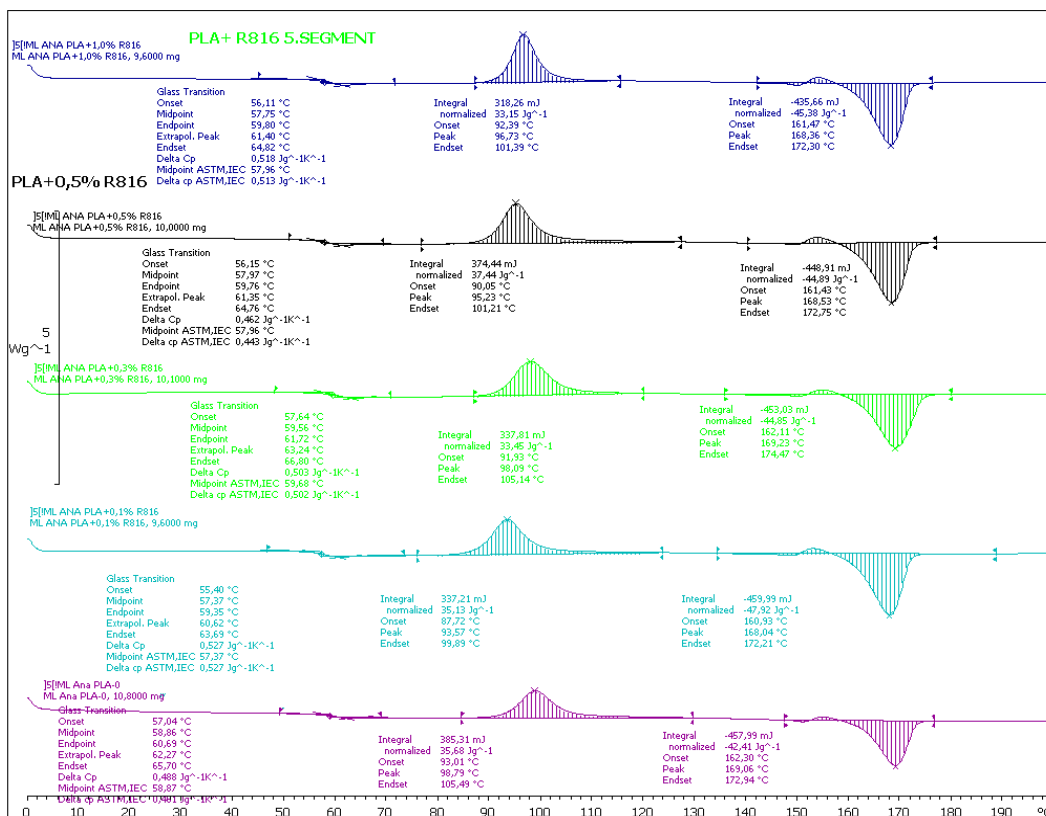 PLA+ R816 5.SEGMENT
]5[!ML ANA PLA+1,0% R816
ML ANA PLA+1,0% R816, 9,6000 mg
Glass Transition
Onset 56,11 °C
Midpoint 57,75 °C
Endpoint 59,80 °C
Extrapol. Peak 61,40 °C
Endset 64,82 °C
Delta Cp 0,518 Jg^-1K^-1
Midpoint ASTM,IEC 57,96 °C
Delta cp ASTM,IEC 0,513 Jg^-1K^-1
Integral 318,26 mJ
normalized 33,15 Jg^-1
Onset 92,39 °C
Peak 96,73 °C
Endset 101,39 °C
Integral -435,66 mJ
normalized -45,38 Jg^-1
Onset 161,47 °C
Peak 168,36 °C
Endset 172,30 °C
PLA+0,5% R816
]5[!ML ANA PLA+0,5% R816
ML ANA PLA+0,5% R816, 10,0000 mg
Glass Transition
Onset 56,15 °C
Midpoint 57,97 °C
Endpoint 59,76 °C
Extrapol. Peak 61,35 °C
Endset 64,76 °C
Delta Cp 0,462 Jg^-1K^-1
Midpoint ASTM,IEC 57,96 °C
Delta cp ASTM,IEC 0,443 Jg^-1K^-1
Integral 374,44 mJ
normalized 37,44 Jg^-1
Onset 90,05 °C
Peak 95,23 °C
Endset 101,21 °C
Integral -448,91 mJ
normalized -44,89 Jg^-1
Onset 161,43 °C
Peak 168,53 °C
Endset 172,75 °C
5
Wg^-1
]5[!ML ANA PLA+0,3% R816
ML ANA PLA+0,3% R816, 10,1000 mg
Glass Transition
Onset 57,64 °C
Midpoint 59,56 °C
Endpoint 61,72 °C
Extrapol. Peak 63,24 °C
Endset 66,80 °C
Delta Cp 0,503 Jg^-1K^-1
Midpoint ASTM,IEC 59,68 °C
Delta cp ASTM,IEC 0,502 Jg^-1K^-1
Integral 337,81 mJ
normalized 33,45 Jg^-1
Onset 91,93 °C
Peak 98,09 °C
Endset 105,14 °C
Integral -453,03 mJ
normalized -44,85 Jg^-1
Onset 162,11 °C
Peak 169,23 °C
Endset 174,47 °C
]5[!ML ANA PLA+0,1% R816
ML ANA PLA+0,1% R816, 9,6000 mg
Glass Transition
Onset 55,40 °C
Midpoint 57,37 °C
Endpoint 59,35 °C
Extrapol. Peak 60,62 °C
Endset 63,69 °C
Delta Cp 0,527 Jg^-1K^-1
Midpoint ASTM,IEC 57,37 °C
Delta cp ASTM,IEC 0,527 Jg^-1K^-1
Integral 337,21 mJ
normalized 35,13 Jg^-1
Onset 87,72 °C
Peak 93,57 °C
Endset 99,89 °C
Integral -459,99 mJ
normalized -47,92 Jg^-1
Onset 160,93 °C
Peak 168,04 °C
Endset 172,21 °C
]5[!ML Ana PLA-0
ML Ana PLA-0, 10,8000 mg
Glass Transition
Onset 57,04 °C
Midpoint 58,86 °C
Endpoint 60,69 °C
Extrapol. Peak 62,27 °C
Endset 65,70 °C
Delta Cp 0,488 Jg^-1K^-1
Midpoint ASTM,IEC 58,87 °C
Delta cp ASTM,IEC 0,481 Jg^-1K^-1
Integral 385,31 mJ
normalized 35,68 Jg^-1
Onset 93,01 °C
Peak 98,79 °C
Endset 105,49 °C
Integral -457,99 mJ
normalized -42,41 Jg^-1
Onset 162,30 °C
Peak 169,06 °C
Endset 172,94 °C
0 10 20 30 40 50 60 70 80 90 100 110 120 130 140 150 160 170 180 190